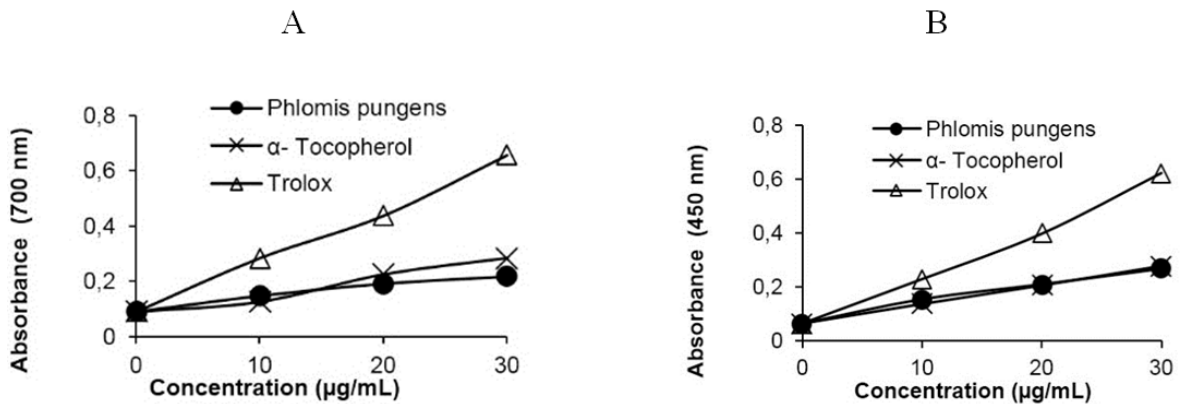 A
Absorbance (700 nm)
0,8
0,6
0,4
0,2
0
Phlomis pungens
α- Tocopherol
Trolox
0 10 20 30
Concentration (µg/mL)
B
Absorbance (450 nm)
0,8
0,6
0,4
0,2
0
Phlomis pungens
α- Tocopherol
Trolox
0 10 20 30
Concentration (µg/mL)